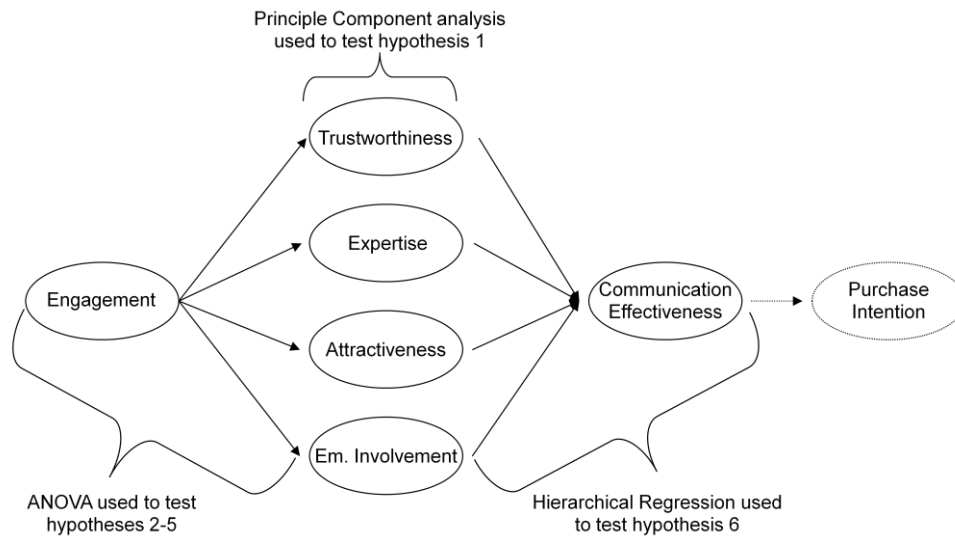 Principle Component analysis
used to test hypothesis 1
Trustworthiness
Expertise
Engagement
Communication
Effectiveness
Purchase
Intention
Attractiveness
Em. Involvement
ANOVA used to test
hypotheses 2-5
Hierarchical Regression used
to test hypothesis 6